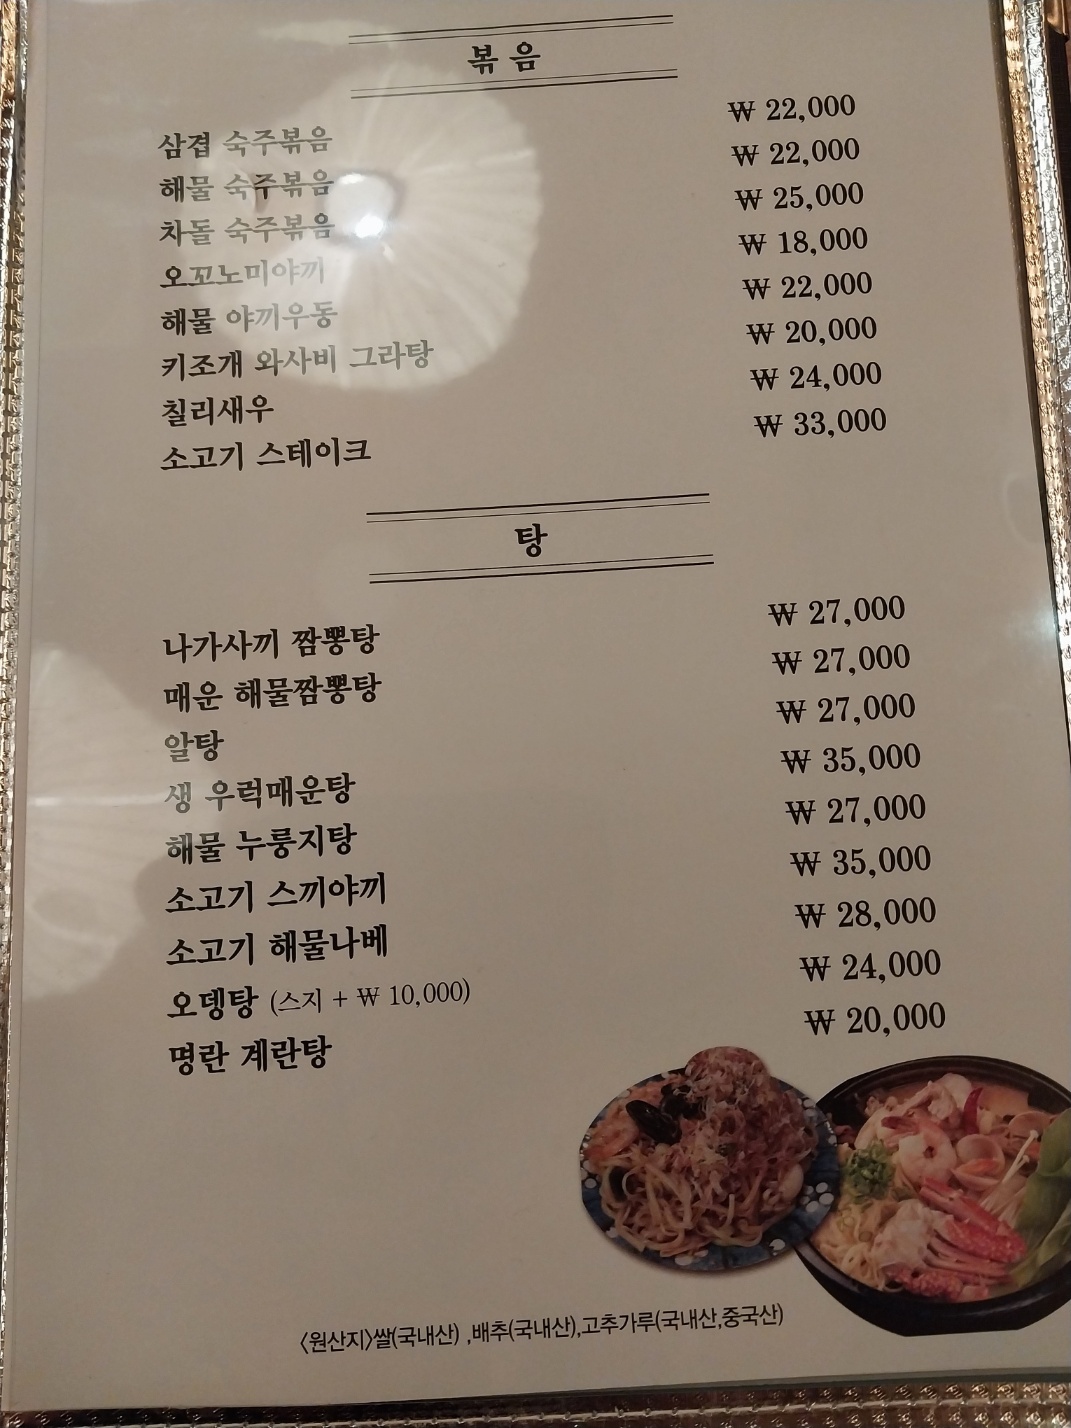 볶음
삼겹 숙주볶음 ₩ 22,000
해물 숙주볶음 ₩ 22,000
차돌 숙주볶음 ₩ 25,000
오꼬노미야끼 ₩ 18,000
해물 야끼우동 ₩ 22,000
키조개 와사비 그라탕 ₩ 20,000
칠리새우 ₩ 24,000
소고기 스테이크 ₩ 33,000
탕
나가사끼 짬뽕탕 ₩ 27,000
매운 해물짬뽕탕 ₩ 27,000
알탕 ₩ 27,000
생 우럭매운탕 ₩ 35,000
해물 누룽지탕 ₩ 27,000
소고기 스끼야끼 ₩ 35,000
소고기 해물나베 ₩ 28,000
오뎅탕 (스지 + ₩ 10,000) ₩ 24,000
명란 계란탕 ₩ 20,000
<원산지>쌀(국내산) ,배추(국내산),고추가루(국내산,중국산)